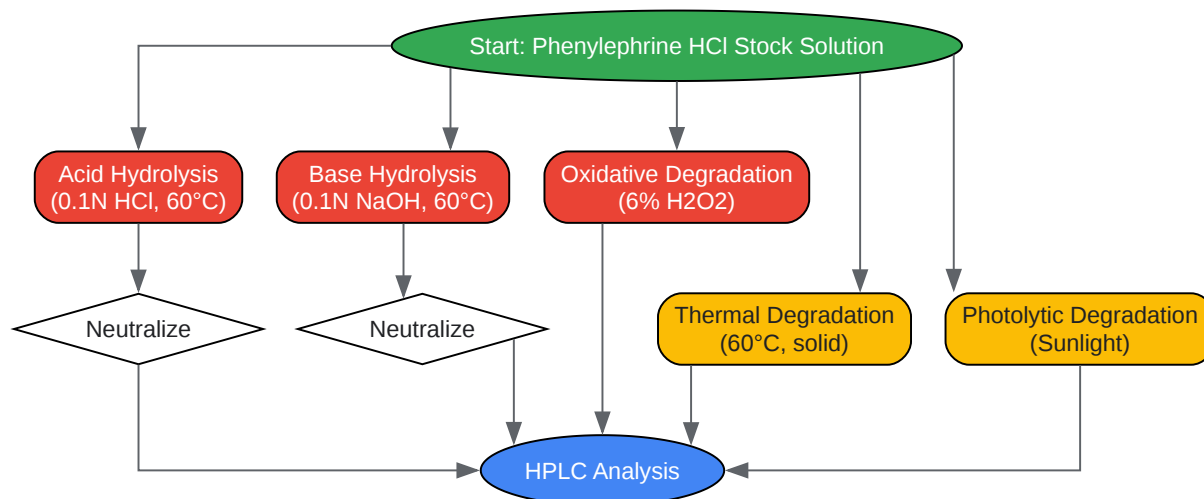 Start: Phenylephrine HCl Stock Solution
Acid Hydrolysis
(0.1N HCl, 60°C)
Base Hydrolysis
(0.1N NaOH, 60°C)
Oxidative Degradation
(6% H2O2)
Neutralize
Neutralize
Thermal Degradation
(60°C, solid)
Photolytic Degradation
(Sunlight)
HPLC Analysis